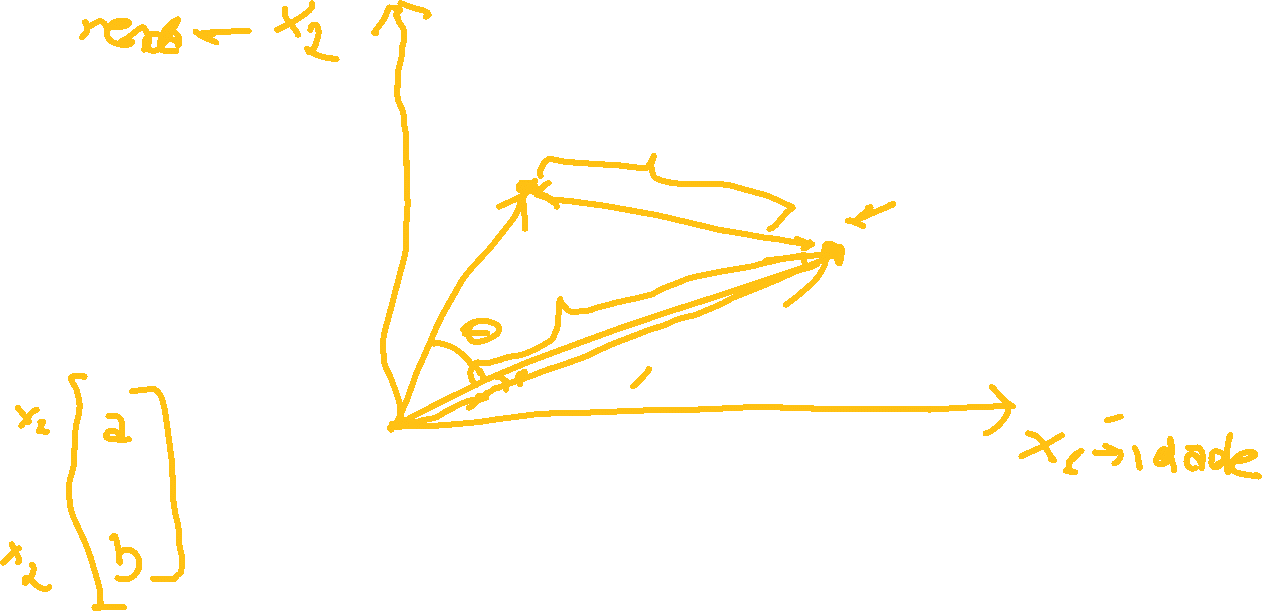 renda ← X2
θ
X1 → idade
x1 a
x2 b